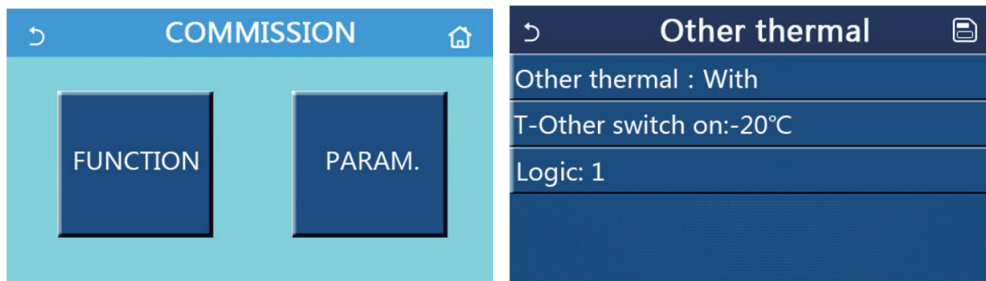 COMMISSION
FUNCTION
PARAM.
Other thermal
Other thermal : With
T-Other switch on:-20℃
Logic: 1